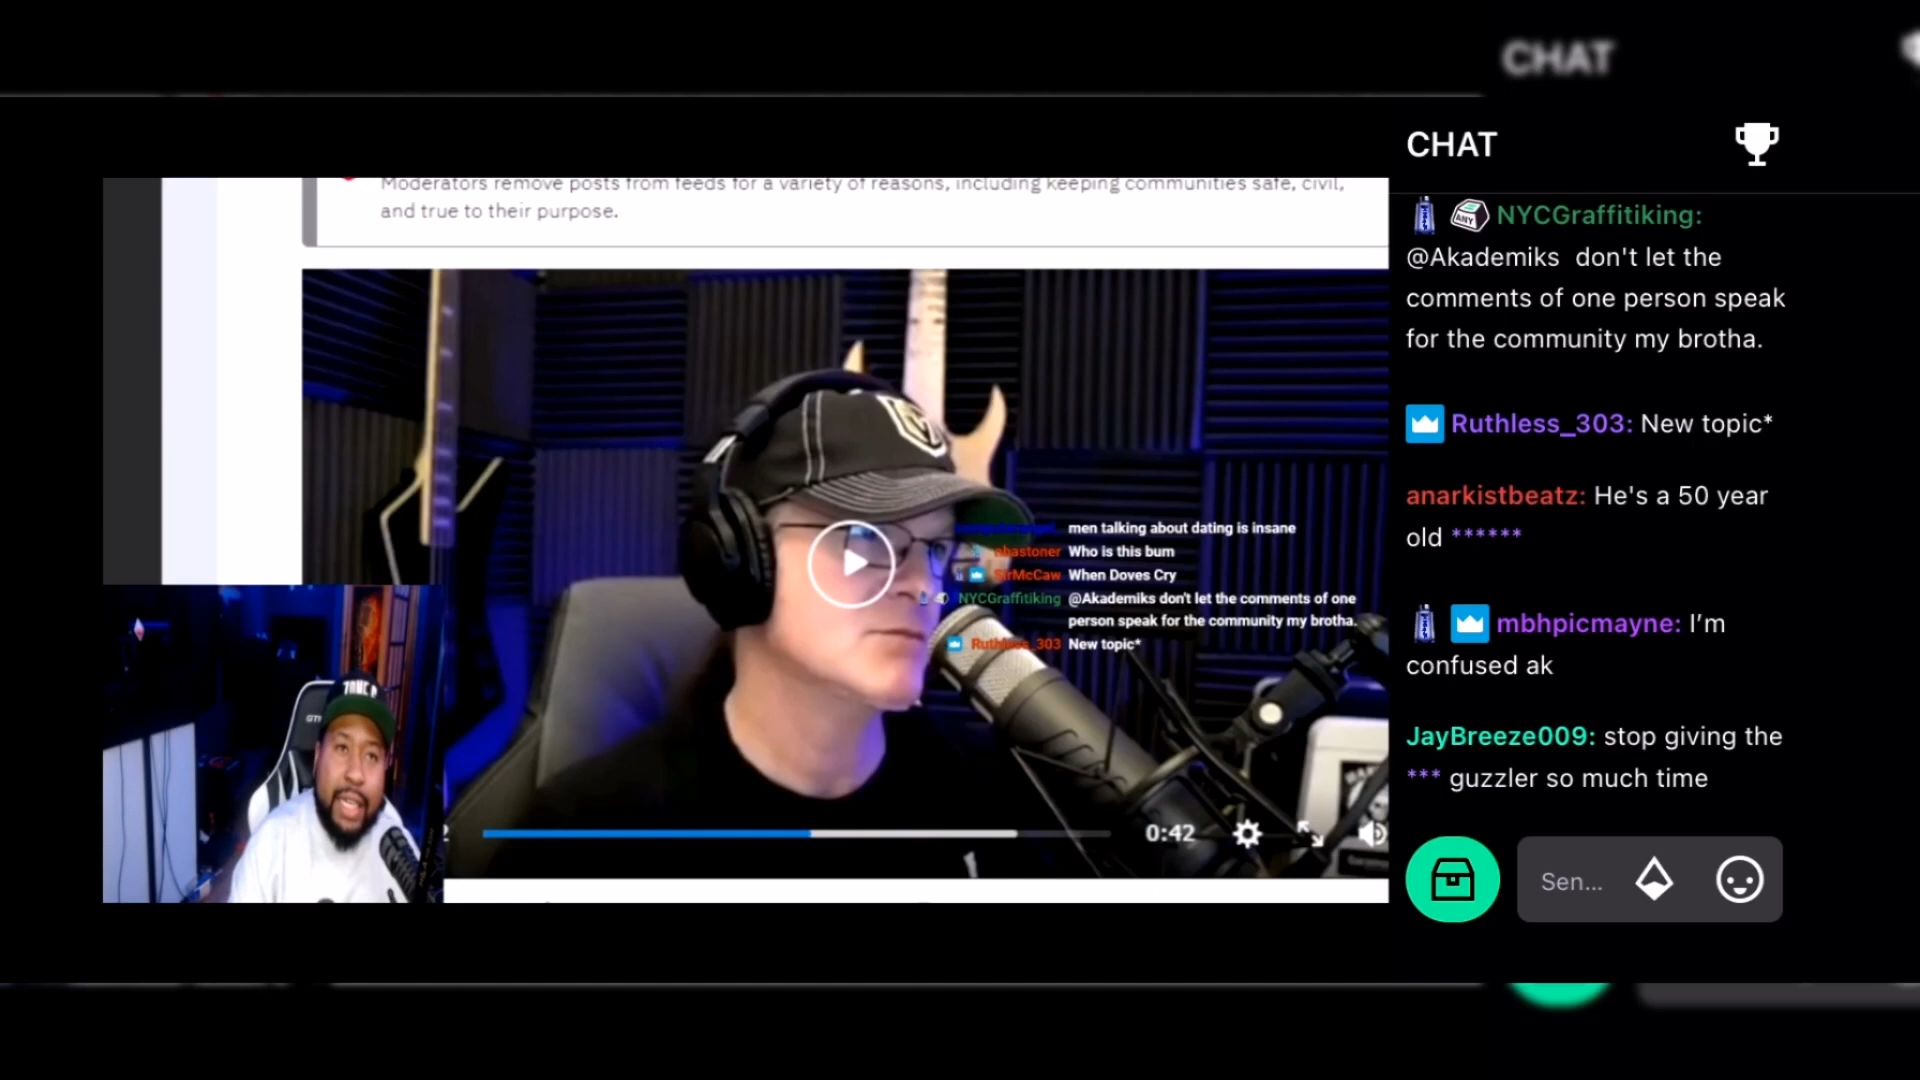 CHAT
CHAT
Moderators remove posts from feeds for a variety of reasons, including keeping communities safe, civil,
and true to their purpose.
men talking about dating is insane
nbastoner Who is this bum
SirMcCaw When Doves Cry
NYCGraffitiking @Akademiks don't let the comments of one
person speak for the community my brotha.
Ruthless_303 New topic*
0:42
ANY NYCGraffitiking:
@Akademiks don't let the
comments of one person speak
for the community my brotha.
Ruthless_303: New topic*
anarkistbeatz: He's a 50 year
old ******
mbhpicmayne: I'm
confused ak
JayBreeze009: stop giving the
*** guzzler so much time
Sen...